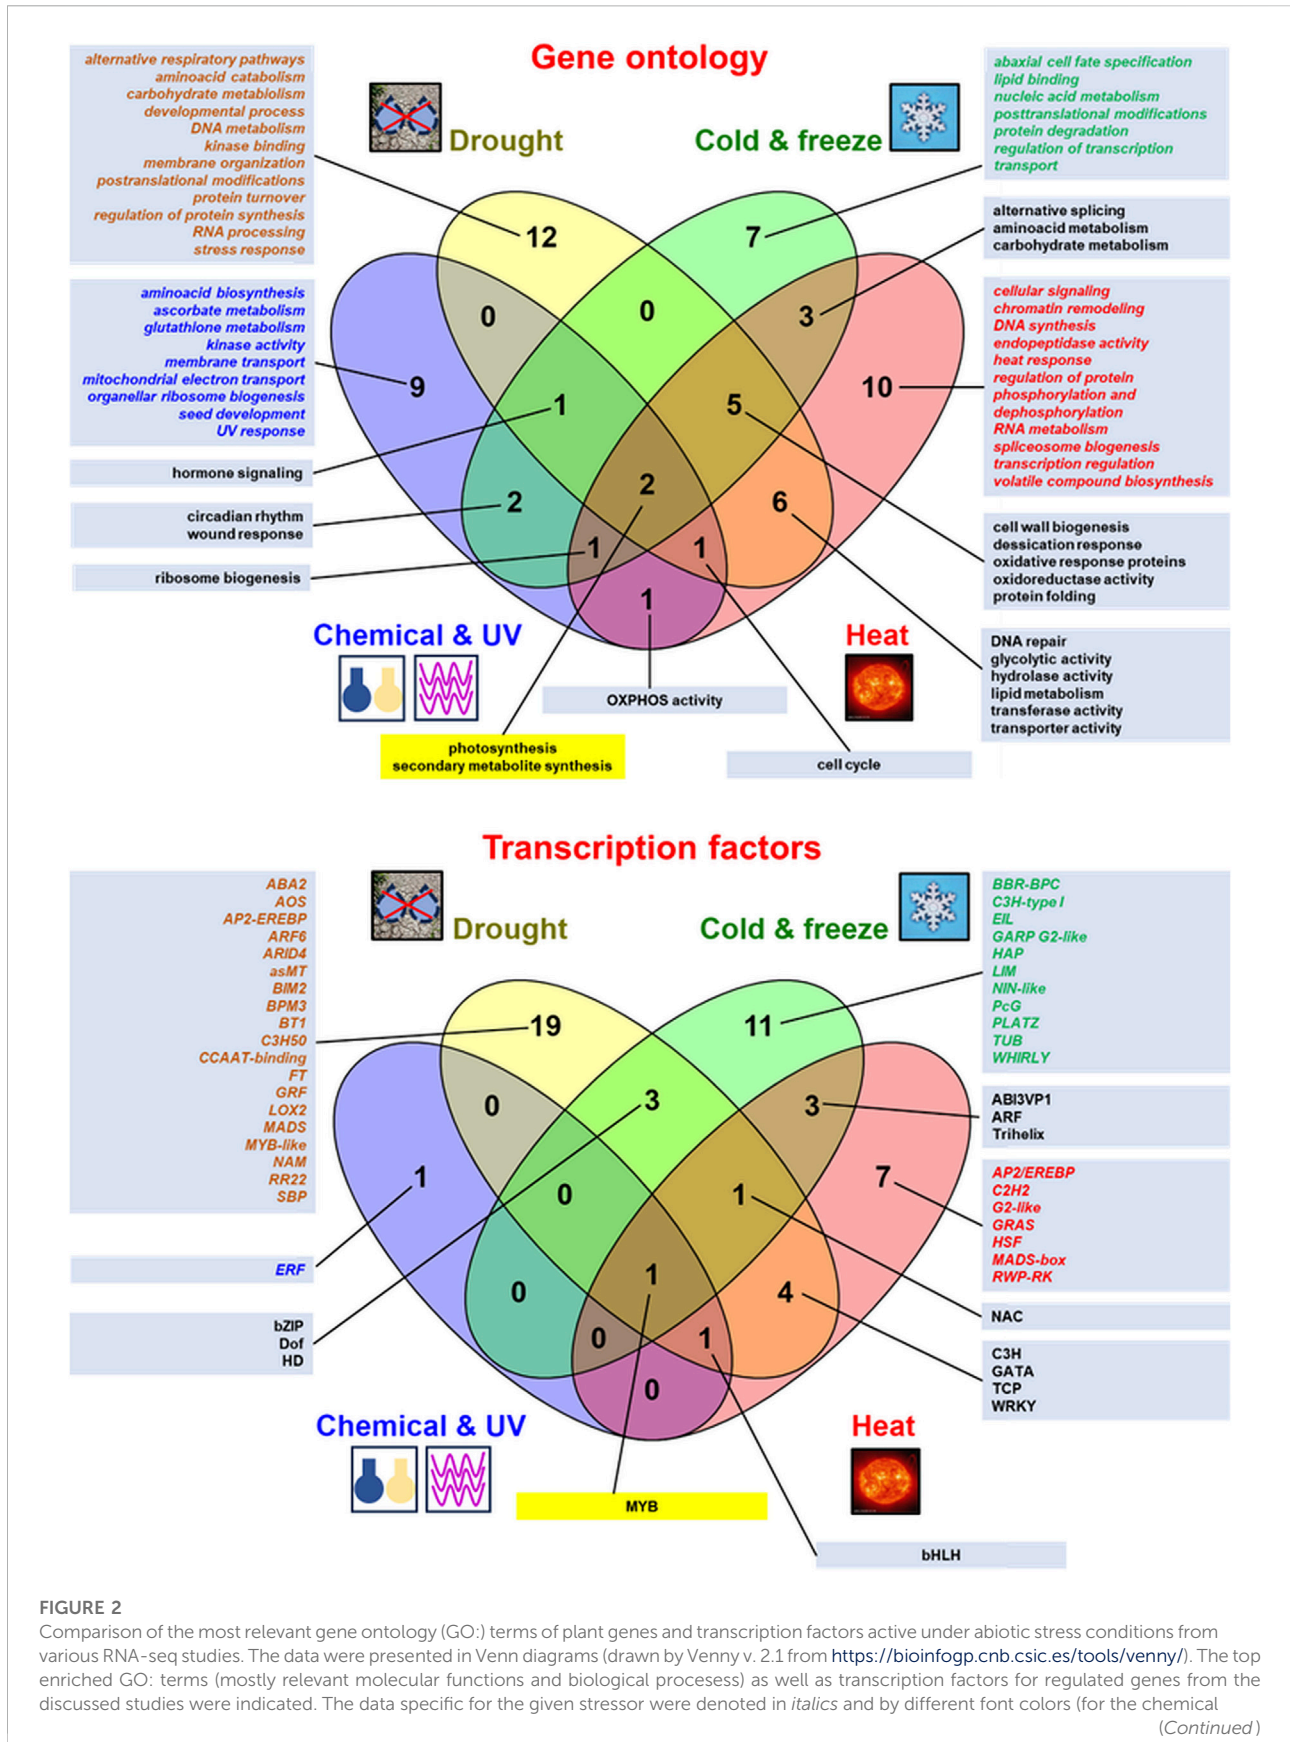 Gene ontology
alternative respiratory pathways
aminoacid catabolism
carbohydrate metabiolism
developmental process
DNA metabolism
kinase binding
membrane organization
postranslational modifications
protein turnover
regulation of protein synthesis
RNA processing
stress response
Drought
Cold & freeze
abaxial cell fate specification
lipid binding
nucleic acid metabolism
posttranslational modifications
protein degradation
regulation of transcription
transport
alternative splicing
aminoacid metabolism
carbohydrate metabolism
aminoacid biosynthesis
ascorbate metabolism
glutathione metabolism
kinase activity
membrane transport
mitochondrial electron transport
organellar ribosome biogenesis
seed development
UV response
hormone signaling
circadian rhythm
wound response
ribosome biogenesis
12
7
0
0
3
9
1
5
10
2
2
6
1
1
1
cellular signaling
chromatin remodeling
DNA synthesis
endopeptidase activity
heat response
regulation of protein
phosphorylation and
dephosphorylation
RNA metabolism
spliceosome biogenesis
transcription regulation
volatile compound biosynthesis
cell wall biogenesis
dessication response
oxidative response proteins
oxidoreductase activity
protein folding
DNA repair
glycolytic activity
hydrolase activity
lipid metabolism
transferase activity
transporter activity
Chemical & UV
Heat
OXPHOS activity
photosynthesis
secondary metabolite synthesis
cell cycle
Transcription factors
ABA2
AOS
AP2-EREBP
ARF6
ARID4
asMT
BIM2
BPM3
BT1
C3H50
CCAAT-binding
FT
GRF
LOX2
MADS
MYB-like
NAM
RR22
SBP
Drought
Cold & freeze
BBR-BPC
C3H-type I
EIL
GARP G2-like
HAP
LIM
NIN-like
PcG
PLATZ
TUB
WHIRLY
ABI3VP1
ARF
Trihelix
AP2/EREBP
C2H2
G2-like
GRAS
HSF
MADS-box
RWP-RK
NAC
C3H
GATA
TCP
WRKY
19
11
0
3
3
1
0
1
7
0
1
4
0
1
0
ERF
bZIP
Dof
HD
Chemical & UV
Heat
MYB
bHLH
FIGURE 2
Comparison of the most relevant gene ontology (GO:) terms of plant genes and transcription factors active under abiotic stress conditions from
various RNA-seq studies. The data were presented in Venn diagrams (drawn by Venny v. 2.1 from https://bioinfogp.cnb.csic.es/tools/venny/). The top
enriched GO: terms (mostly relevant molecular functions and biological procesess) as well as transcription factors for regulated genes from the
discussed studies were indicated. The data specific for the given stressor were denoted in italics and by different font colors (for the chemical
(Continued)